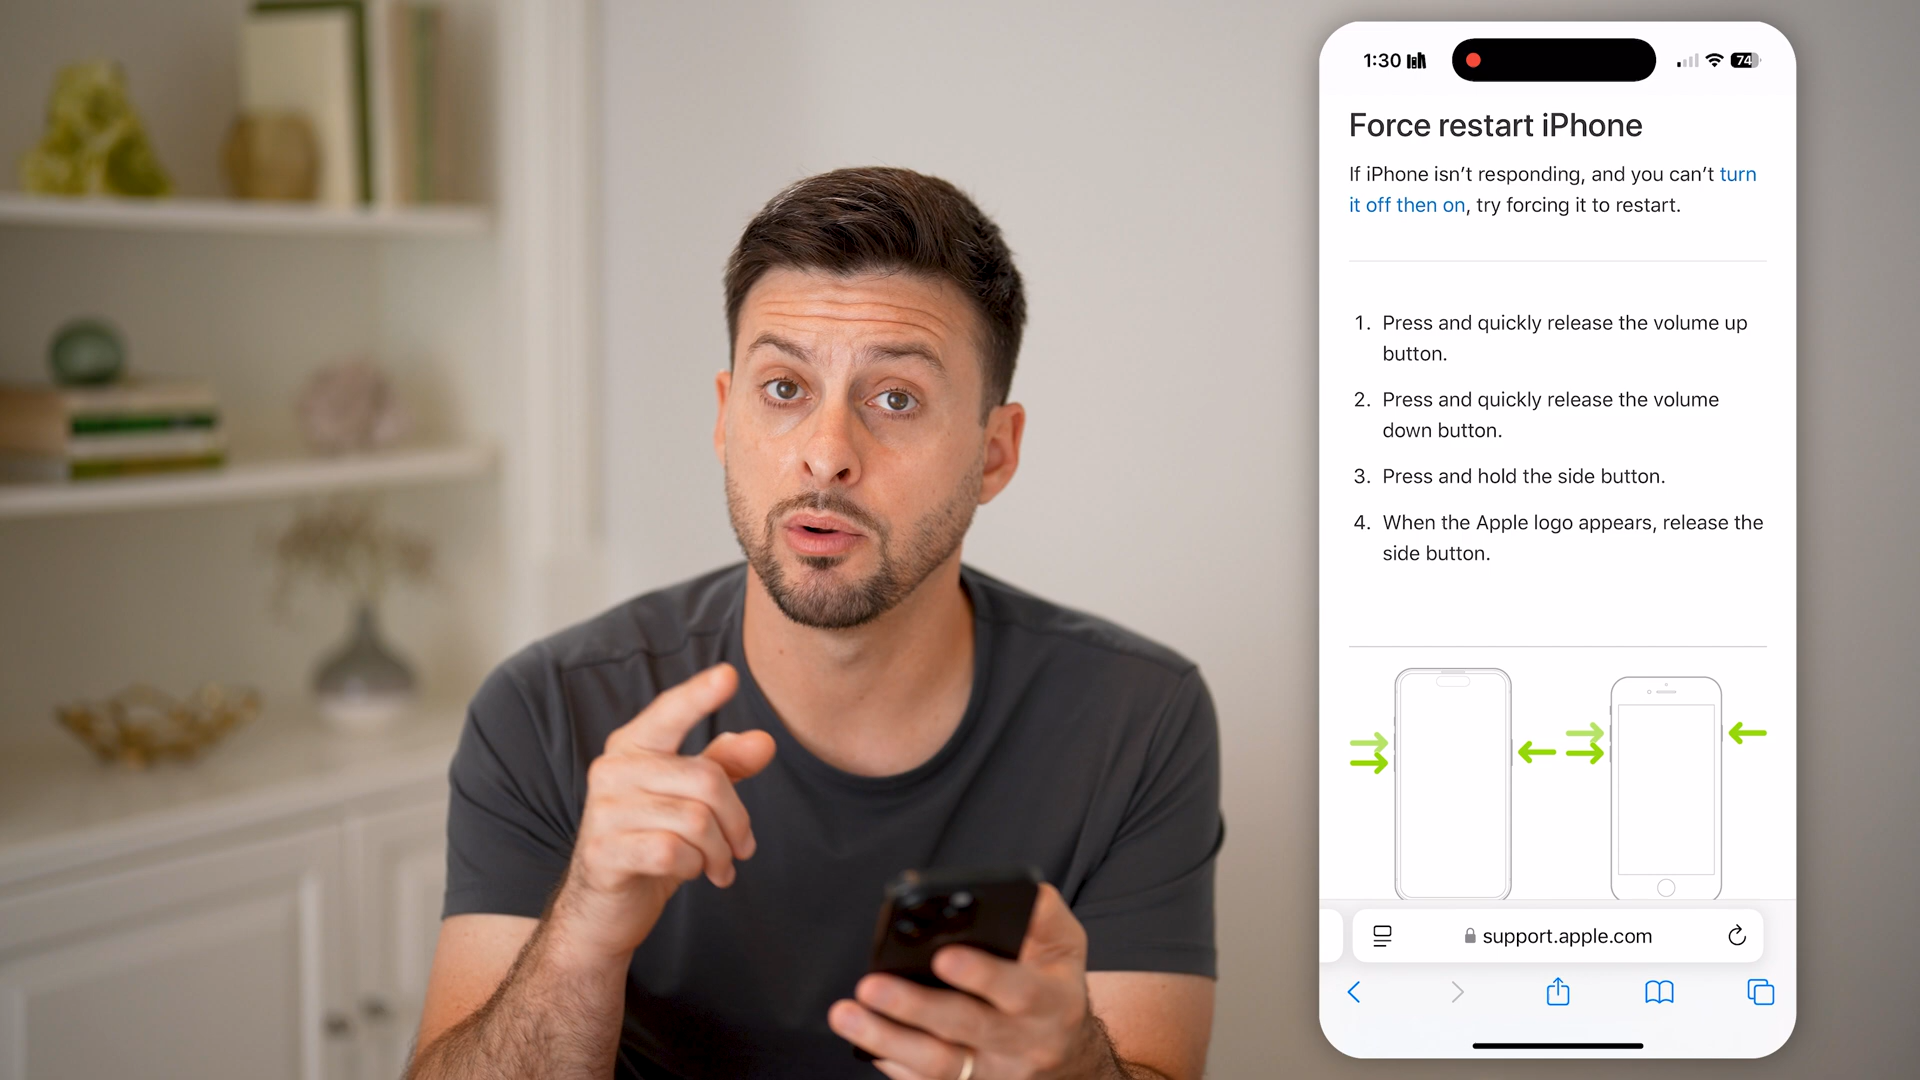 1:30
74
Force restart iPhone
If iPhone isn’t responding, and you can’t turn
it off then on, try forcing it to restart.
1. Press and quickly release the volume up
button.
2. Press and quickly release the volume
down button.
3. Press and hold the side button.
4. When the Apple logo appears, release the
side button.
support.apple.com